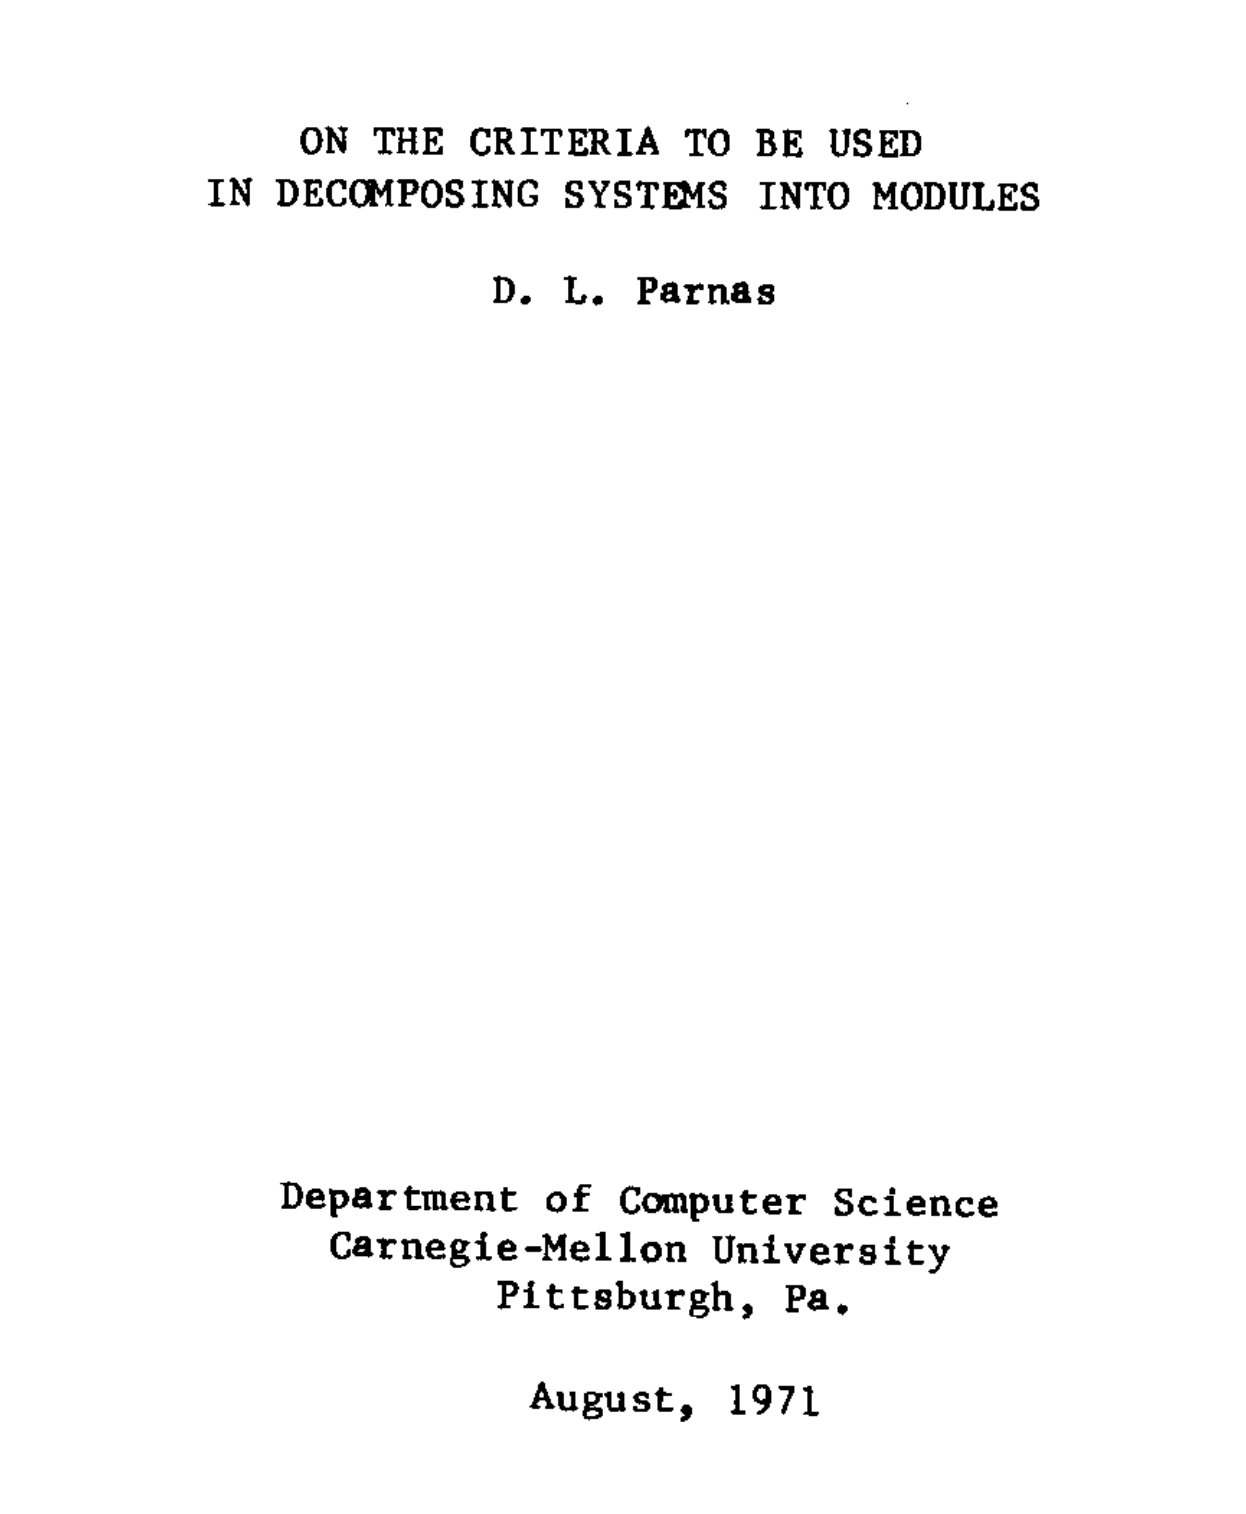 ON THE CRITERIA TO BE USED
IN DECOMPOSING SYSTEMS INTO MODULES
D. L. Parnas
Department of Computer Science
Carnegie-Mellon University
Pittsburgh, Pa.
August, 1971